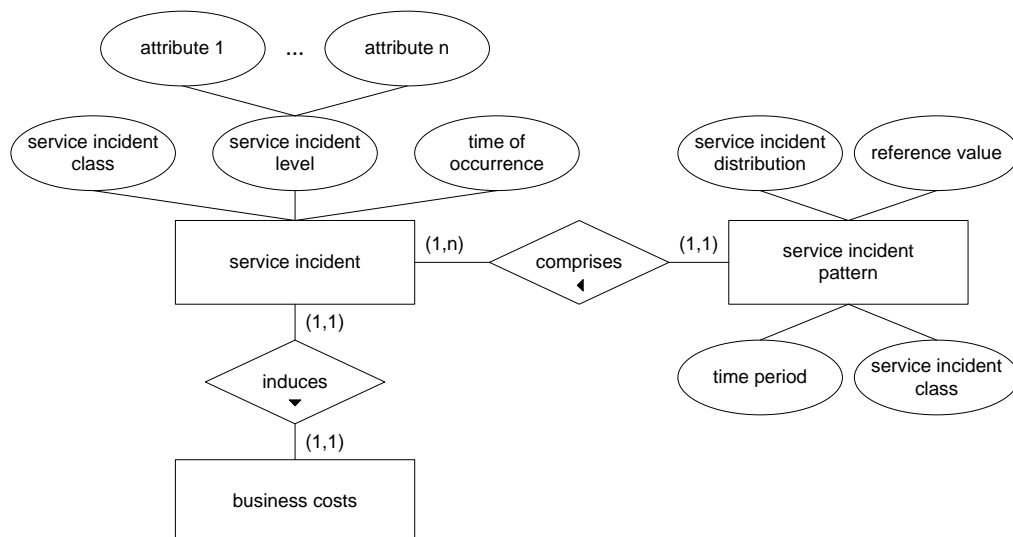 attribute 1
...
attribute n
service incident
class
service incident
level
time of
occurrence
service incident
distribution
reference value
service incident
(1,n)
comprises
(1,1)
service incident
pattern
(1,1)
induces
time period
service incident
class
(1,1)
business costs